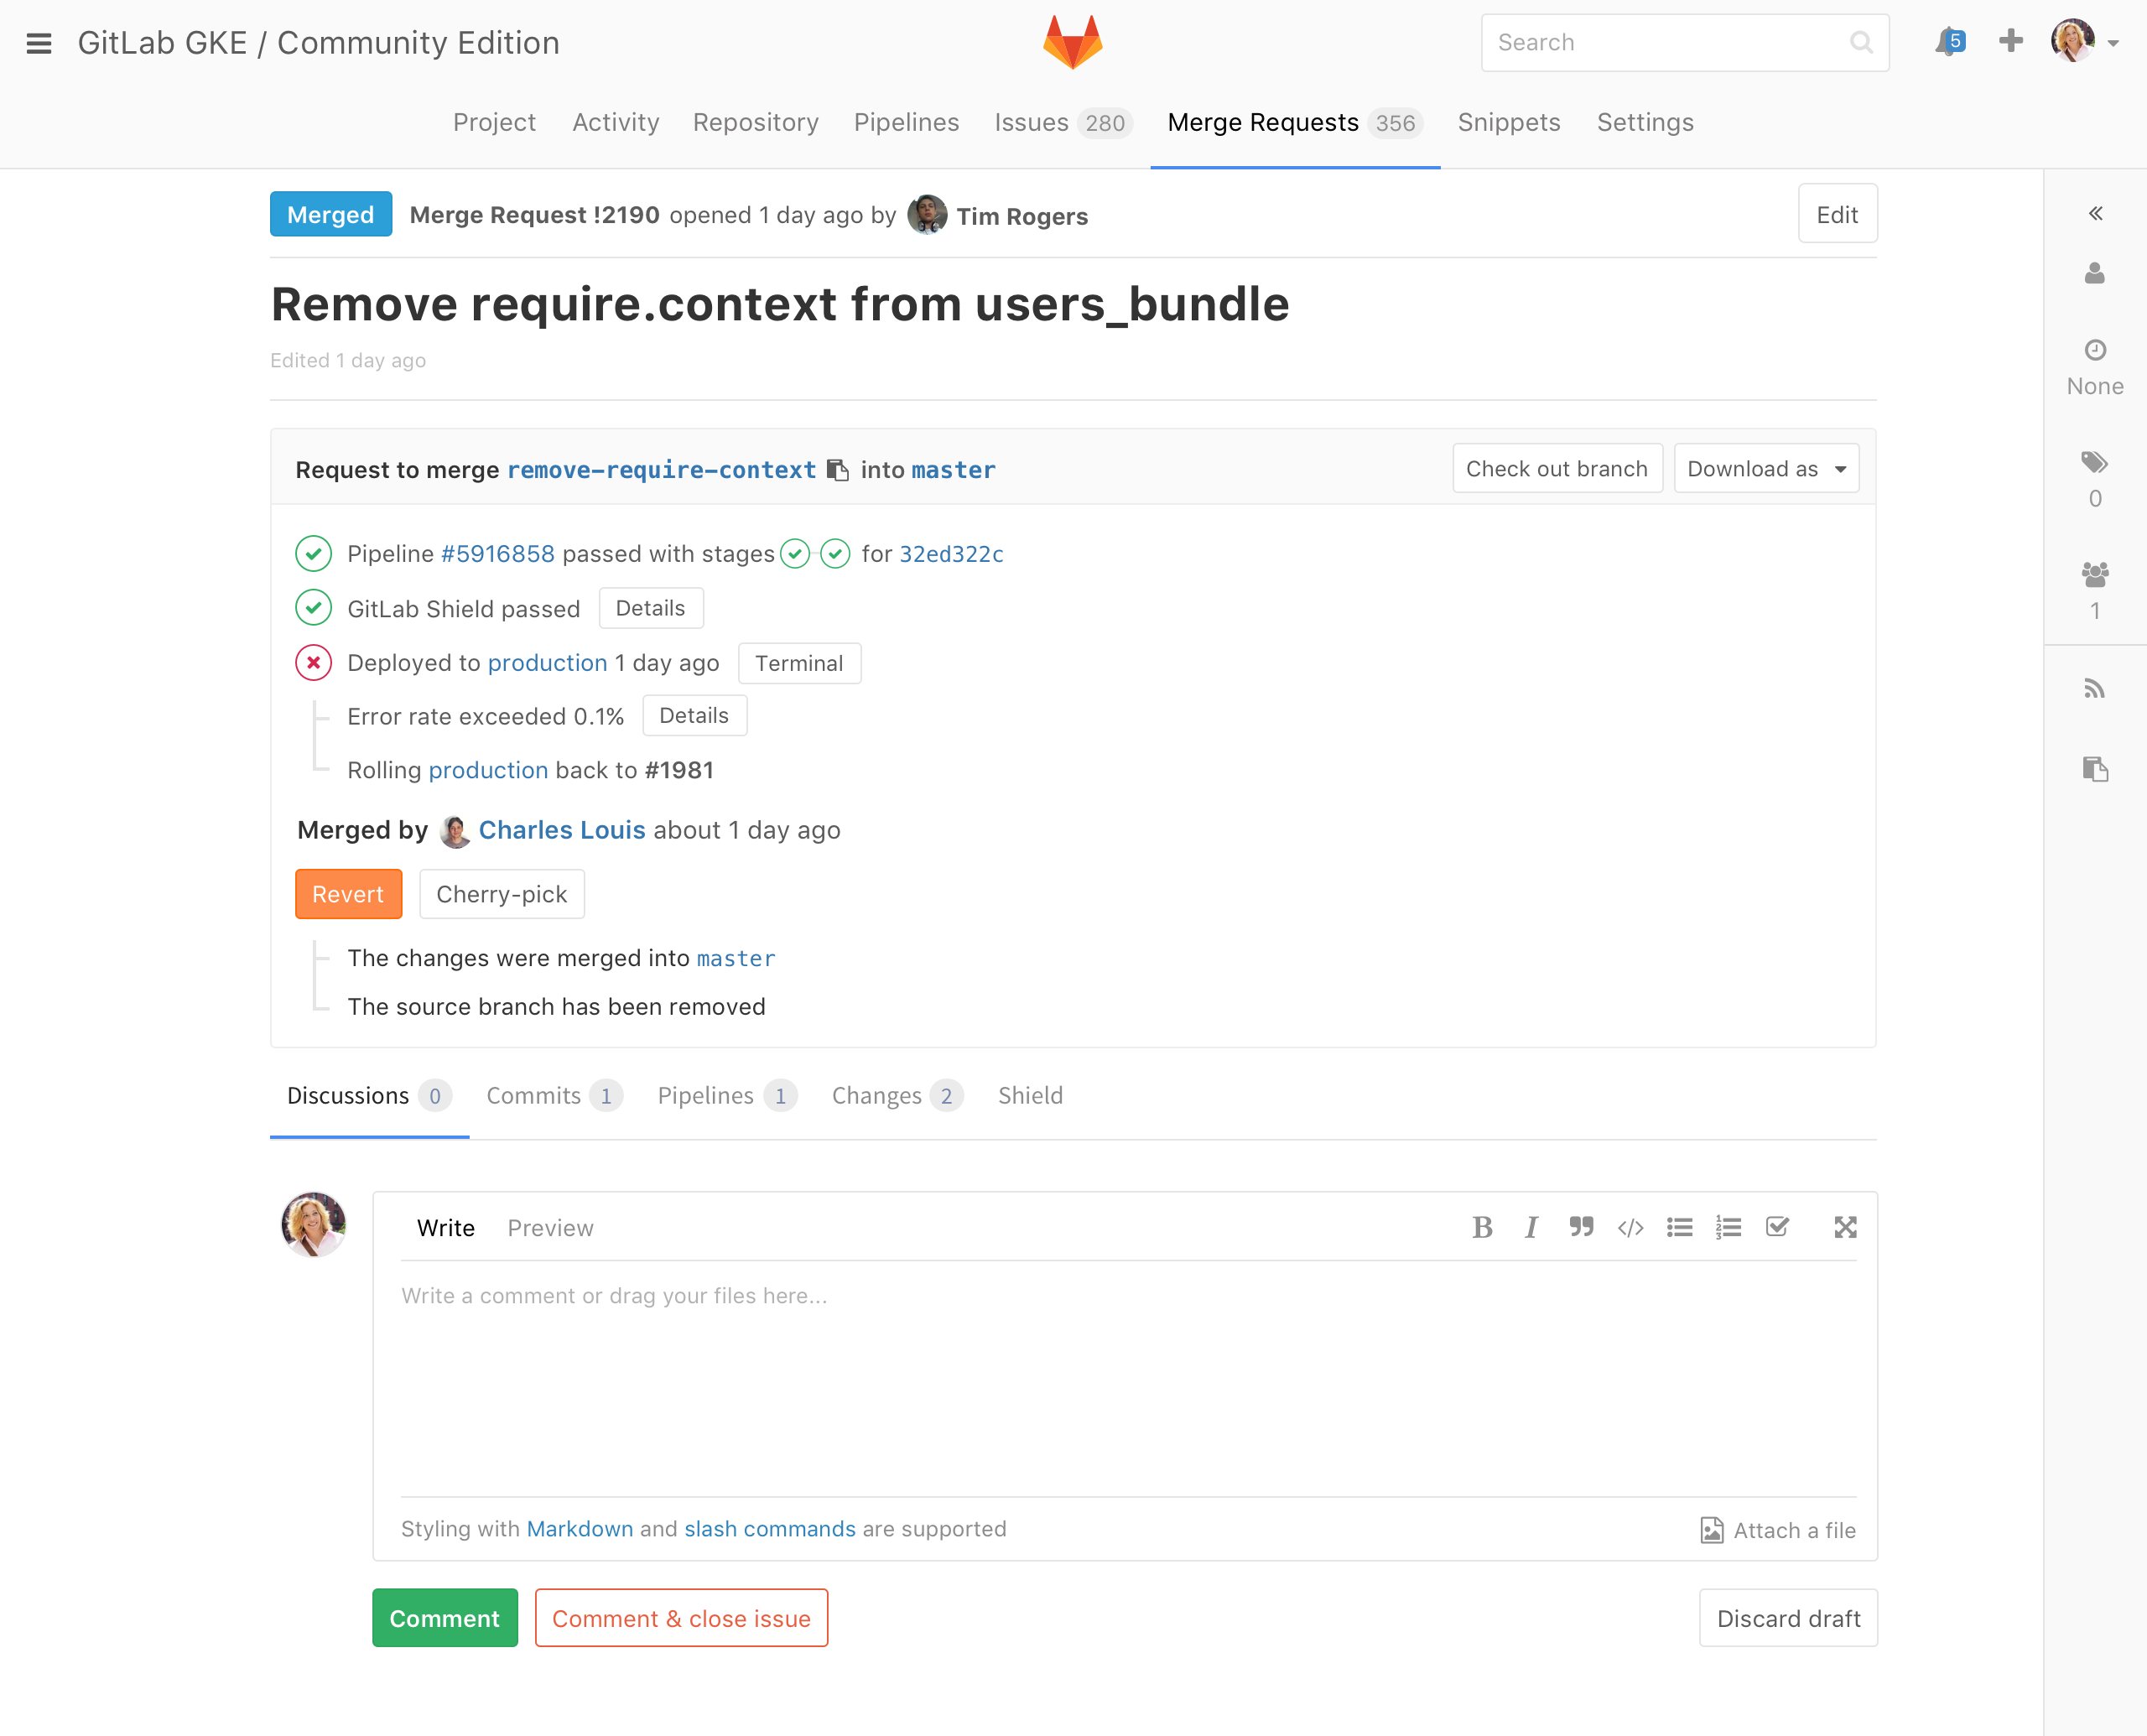 GitLab GKE / Community Edition
Search
5
Project Activity Repository Pipelines Issues 280 Merge Requests 356 Snippets Settings
Merged Merge Request !2190 opened 1 day ago by Tim Rogers Edit
Remove require.context from users_bundle
Edited 1 day ago
None
0
1
Request to merge remove-require-context into master Check out branch Download as
Pipeline #5916858 passed with stages for 32ed322c
GitLab Shield passed Details
Deployed to production 1 day ago Terminal
Error rate exceeded 0.1% Details
Rolling production back to #1981
Merged by Charles Louis about 1 day ago
Revert Cherry-pick
The changes were merged into master
The source branch has been removed
Discussions 0 Commits 1 Pipelines 1 Changes 2 Shield
Write Preview
Write a comment or drag your files here...
Styling with Markdown and slash commands are supported Attach a file
Comment Comment & close issue Discard draft